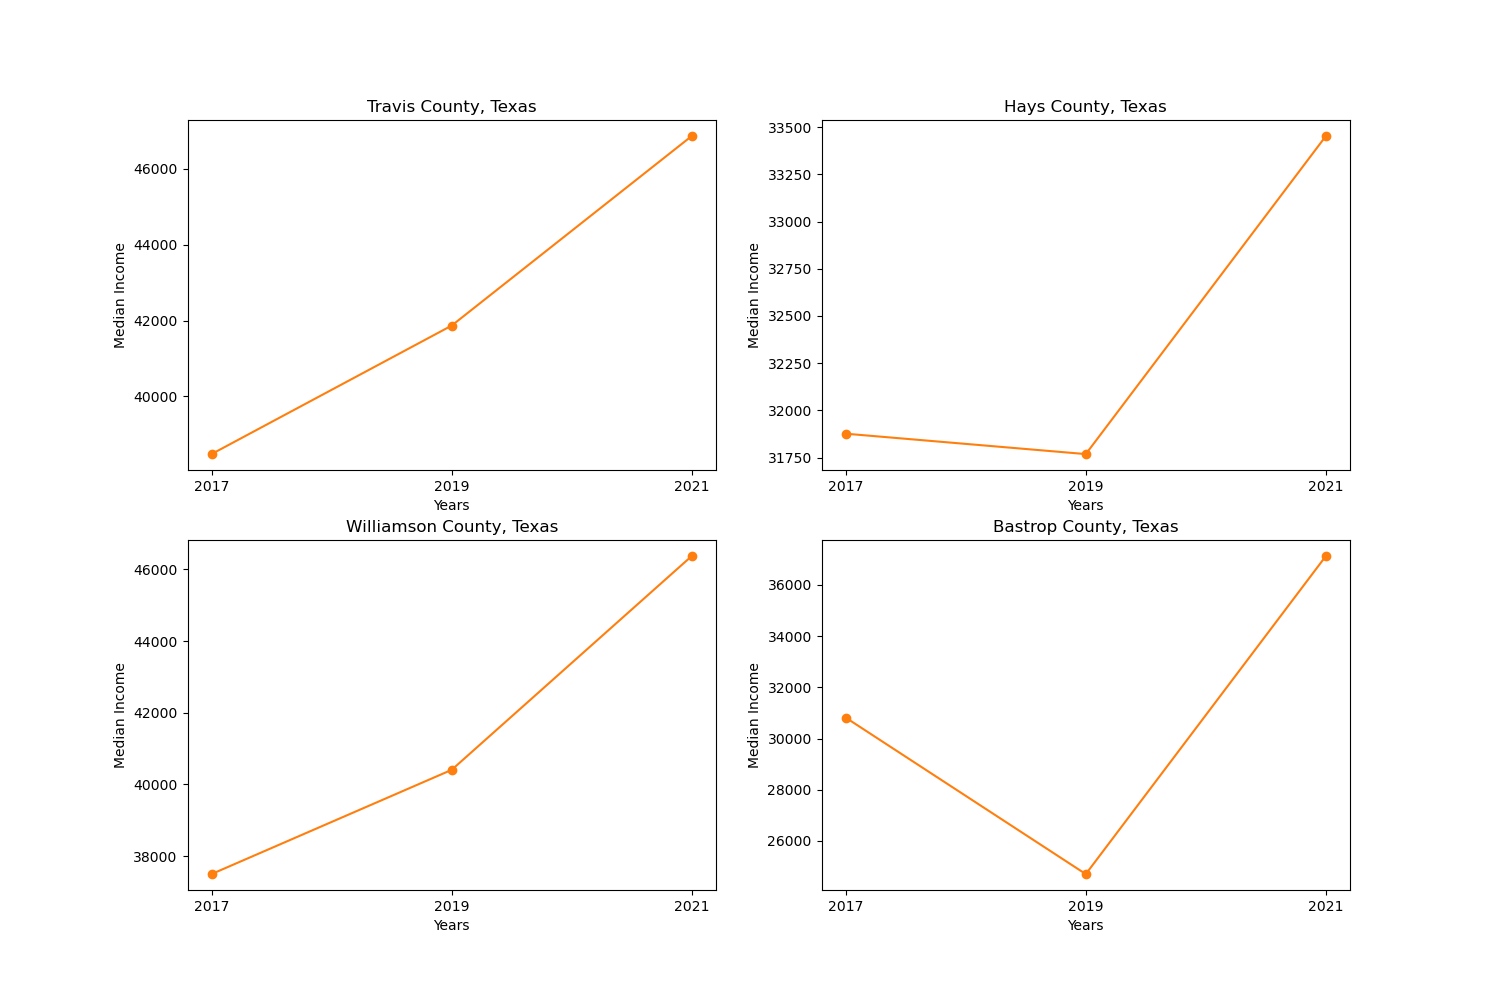 Travis County, Texas
46000
44000
42000
40000
Median Income
2017 2019 2021
Years
Hays County, Texas
33500
33250
33000
32750
32500
32250
32000
31750
Median Income
2017 2019 2021
Years
Williamson County, Texas
46000
44000
42000
40000
38000
Median Income
2017 2019 2021
Years
Bastrop County, Texas
36000
34000
32000
30000
28000
26000
Median Income
2017 2019 2021
Years